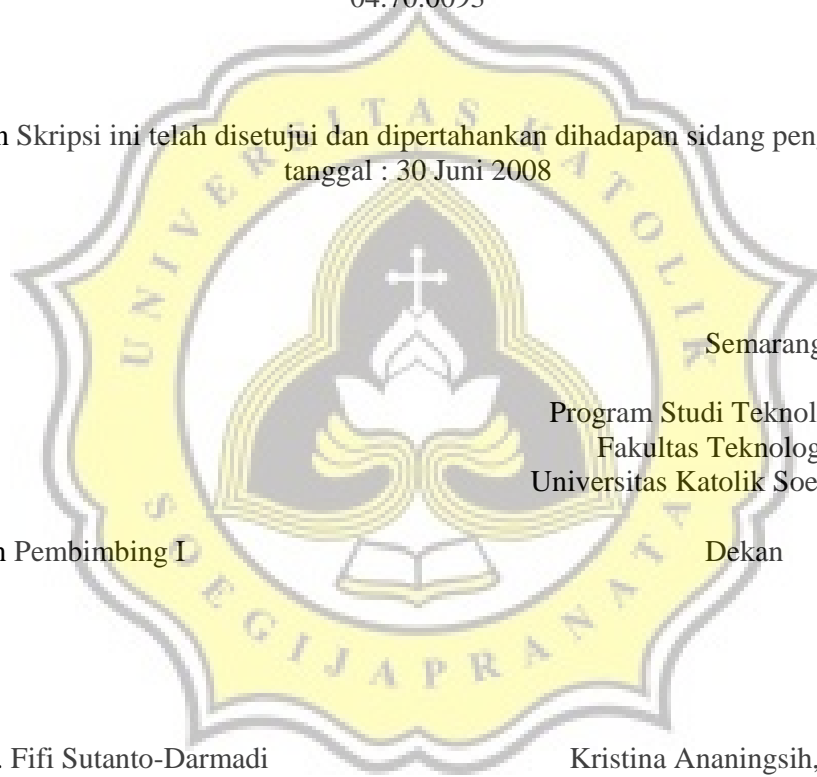 04.70.0093
n Skripsi ini telah disetujui dan dipertahankan dihadapan sidang pen
tanggal : 30 Juni 2008
UNIVERSITAS KATOLIK
Semarang
Program Studi Teknol
Fakultas Teknolog
Universitas Katolik Soe
n Pembimbing I Dekan
SOEGIJAPRANATA
. Fifi Sutanto-Darmadi Kristina Ananingsih,